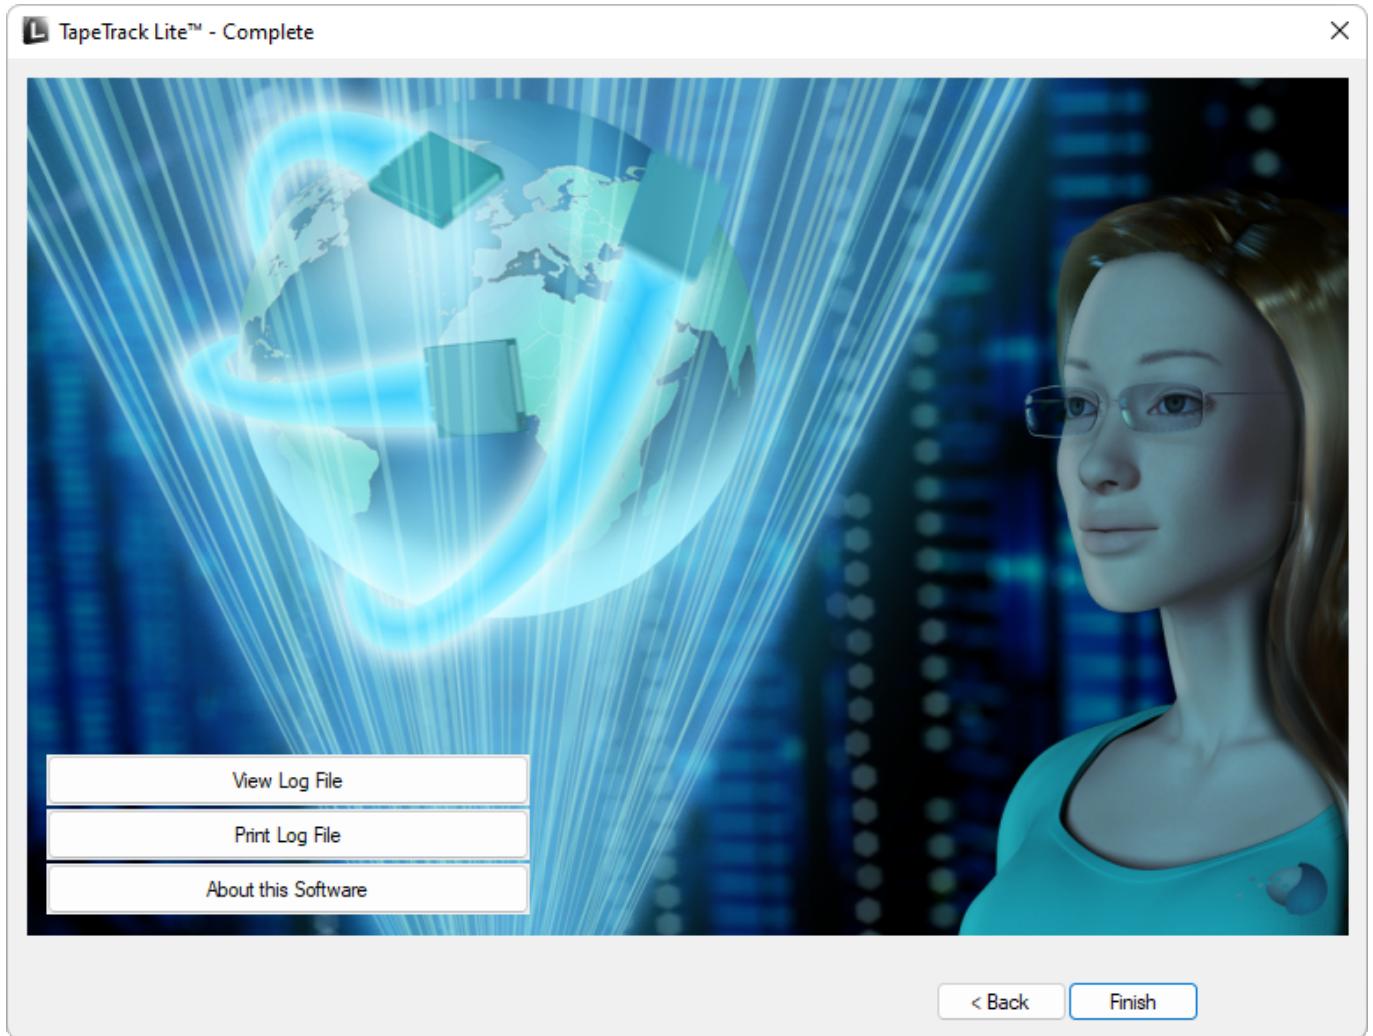 TapeTrack Lite™ - Complete
View Log File
Print Log File
About this Software
< Back
Finish